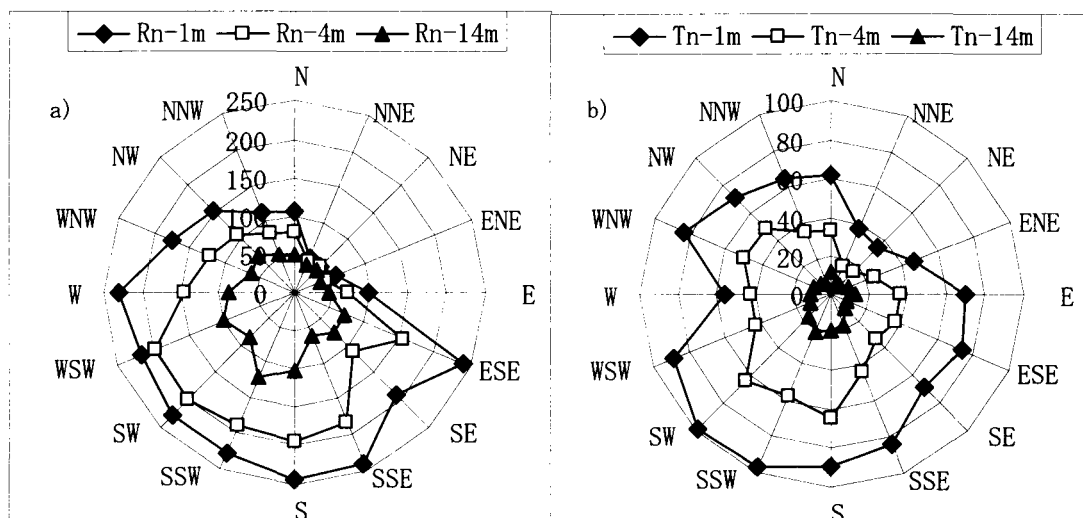 Rn-1m Rn-4m Rn-14m
a)
N
NNE
NE
ENE
E
ESE
SE
SSE
S
SSW
SW
WSW
W
WNW
NW
NNW
250
200
150
100
50
0
Tn-1m Tn-4m Tn-14m
b)
N
NNE
NE
ENE
E
ESE
SE
SSE
S
SSW
SW
WSW
W
WNW
NW
NNW
100
80
60
40
20
0